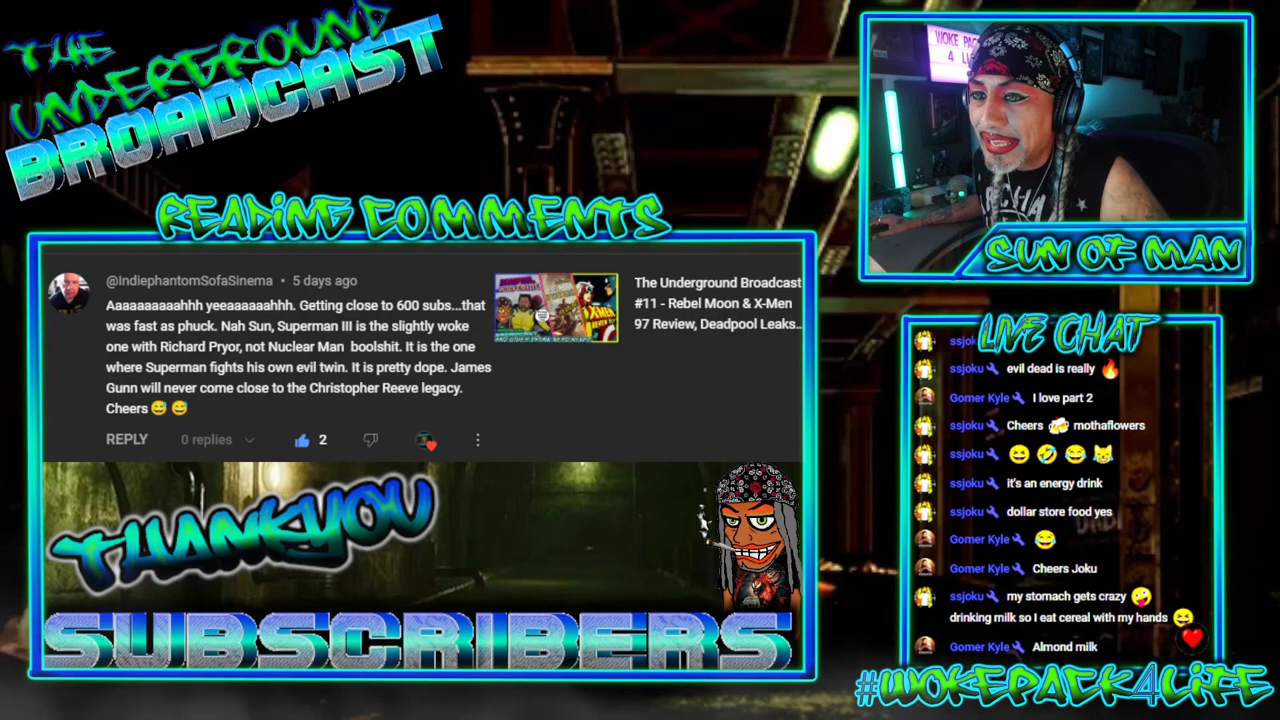 THE
UNDERGROUND
BROADCAST
WOKE PAC
4 LI
SUN OF MAN
READING COMMENTS
@IndiephantomSofaSinema • 5 days ago
Aaaaaaaaaahhh yeeaaaaaahhh. Getting close to 600 subs...that
was fast as phuck. Nah Sun, Superman III is the slightly woke
one with Richard Pryor, not Nuclear Man boolshit. It is the one
where Superman fights his own evil twin. It is pretty dope. James
Gunn will never come close to the Christopher Reeve legacy.
Cheers 😅 😅
REPLY 0 replies 2
The Underground Broadcast
#11 - Rebel Moon & X-Men
97 Review, Deadpool Leaks...
THANKYOU
SUBSCRIBERS
LIVE CHAT
ssjoku evil dead is really 🔥
Gomer Kyle I love part 2
ssjoku Cheers 🍻 mothaflowers
ssjoku 😆 🤣 😂 😹
ssjoku it's an energy drink
ssjoku dollar store food yes
Gomer Kyle 😂
Gomer Kyle Cheers Joku
ssjoku my stomach gets crazy 🤪
drinking milk so I eat cereal with my hands 😆
Gomer Kyle Almond milk
#WOKEPACK4LIFE